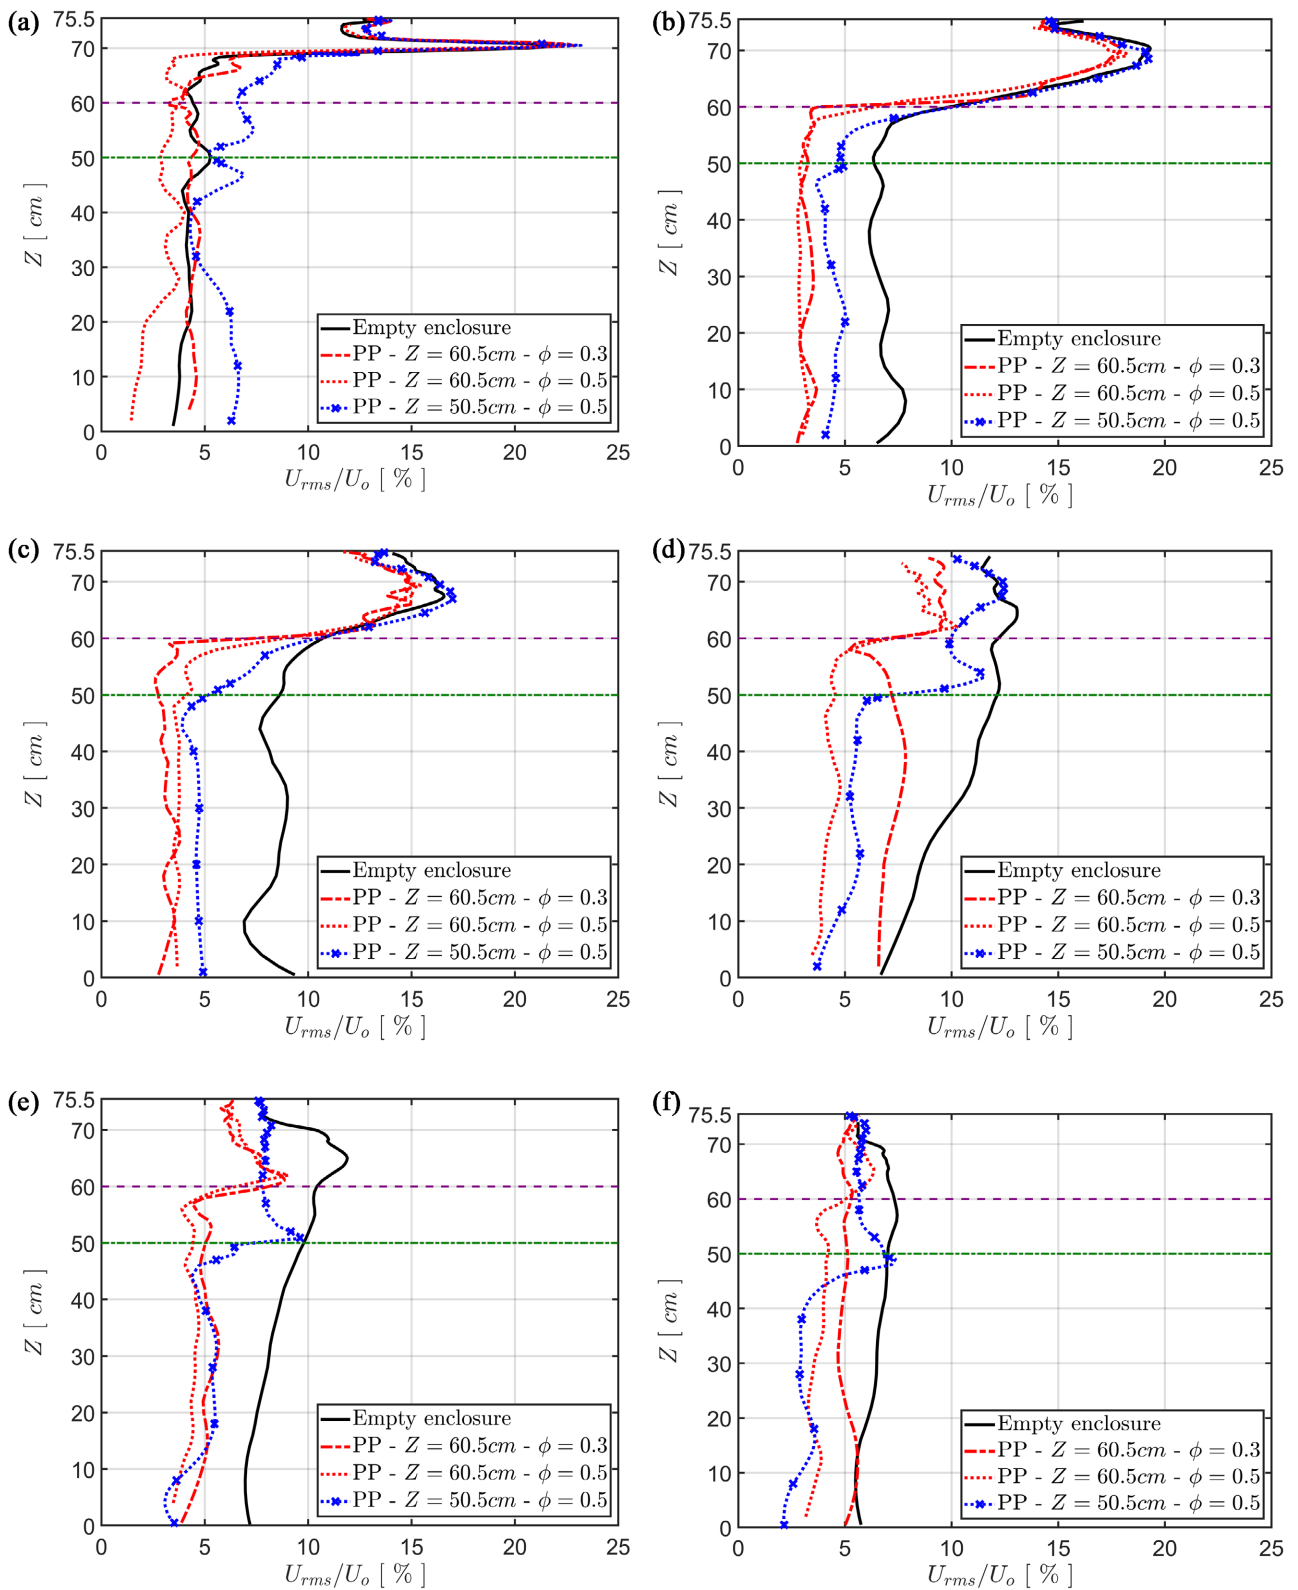 (a)
75.5
70
60
50
40
30
20
10
0
Z [ cm]
Empty enclosure
PP - Z = 60.5cm - ϕ = 0.3
PP - Z = 60.5cm - ϕ = 0.5
PP - Z = 50.5cm - ϕ = 0.5
0 5 10 15 20 25
U_rms/U_o [ % ]
(b)
75.5
70
60
50
40
30
20
10
0
Z [ cm]
Empty enclosure
PP - Z = 60.5cm - ϕ = 0.3
PP - Z = 60.5cm - ϕ = 0.5
PP - Z = 50.5cm - ϕ = 0.5
0 5 10 15 20 25
U_rms/U_o [ % ]
(c)
75.5
70
60
50
40
30
20
10
0
Z [ cm]
Empty enclosure
PP - Z = 60.5cm - ϕ = 0.3
PP - Z = 60.5cm - ϕ = 0.5
PP - Z = 50.5cm - ϕ = 0.5
0 5 10 15 20 25
U_rms/U_o [ % ]
(d)
75.5
70
60
50
40
30
20
10
0
Z [ cm]
Empty enclosure
PP - Z = 60.5cm - ϕ = 0.3
PP - Z = 60.5cm - ϕ = 0.5
PP - Z = 50.5cm - ϕ = 0.5
0 5 10 15 20 25
U_rms/U_o [ % ]
(e)
75.5
70
60
50
40
30
20
10
0
Z [ cm]
Empty enclosure
PP - Z = 60.5cm - ϕ = 0.3
PP - Z = 60.5cm - ϕ = 0.5
PP - Z = 50.5cm - ϕ = 0.5
0 5 10 15 20 25
U_rms/U_o [ % ]
(f)
75.5
70
60
50
40
30
20
10
0
Z [ cm]
Empty enclosure
PP - Z = 60.5cm - ϕ = 0.3
PP - Z = 60.5cm - ϕ = 0.5
PP - Z = 50.5cm - ϕ = 0.5
0 5 10 15 20 25
U_rms/U_o [ % ]